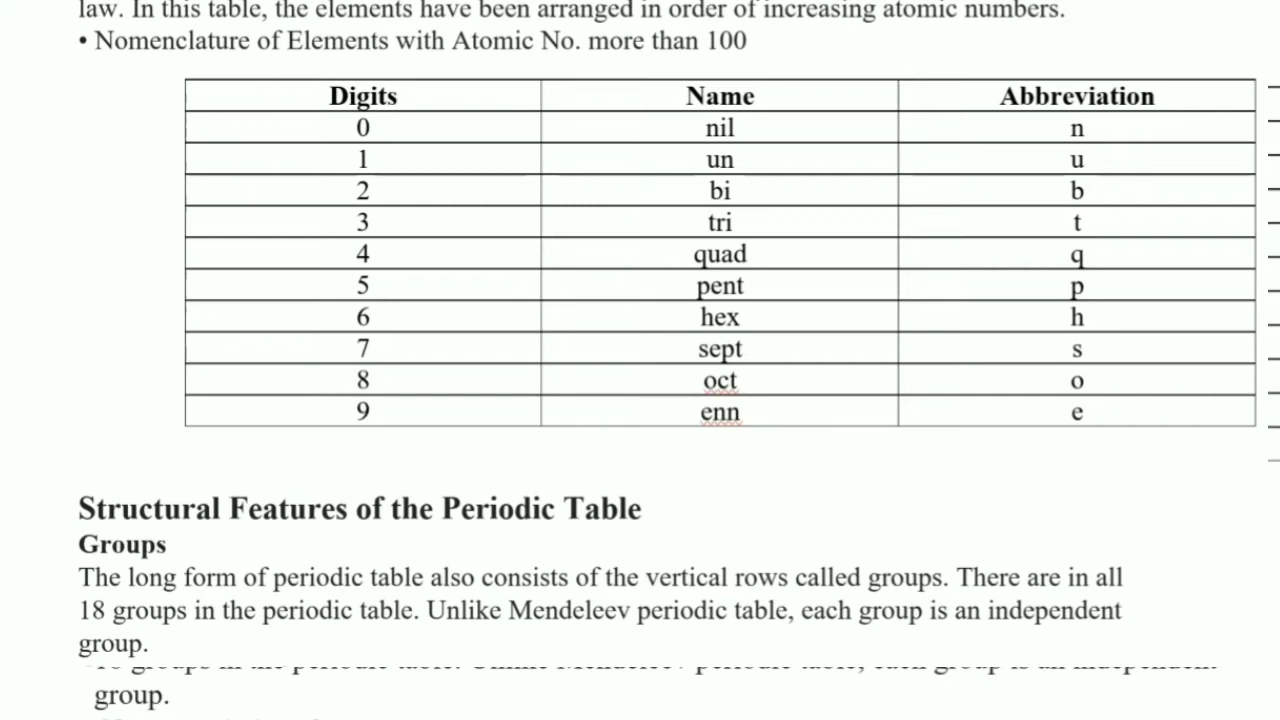 law. In this table, the elements have been arranged in order of increasing atomic numbers.
• Nomenclature of Elements with Atomic No. more than 100
Digits Name Abbreviation
0 nil n
1 un u
2 bi b
3 tri t
4 quad q
5 pent p
6 hex h
7 sept s
8 oct o
9 enn e
Structural Features of the Periodic Table
Groups
The long form of periodic table also consists of the vertical rows called groups. There are in all
18 groups in the periodic table. Unlike Mendeleev periodic table, each group is an independent
group.
group.